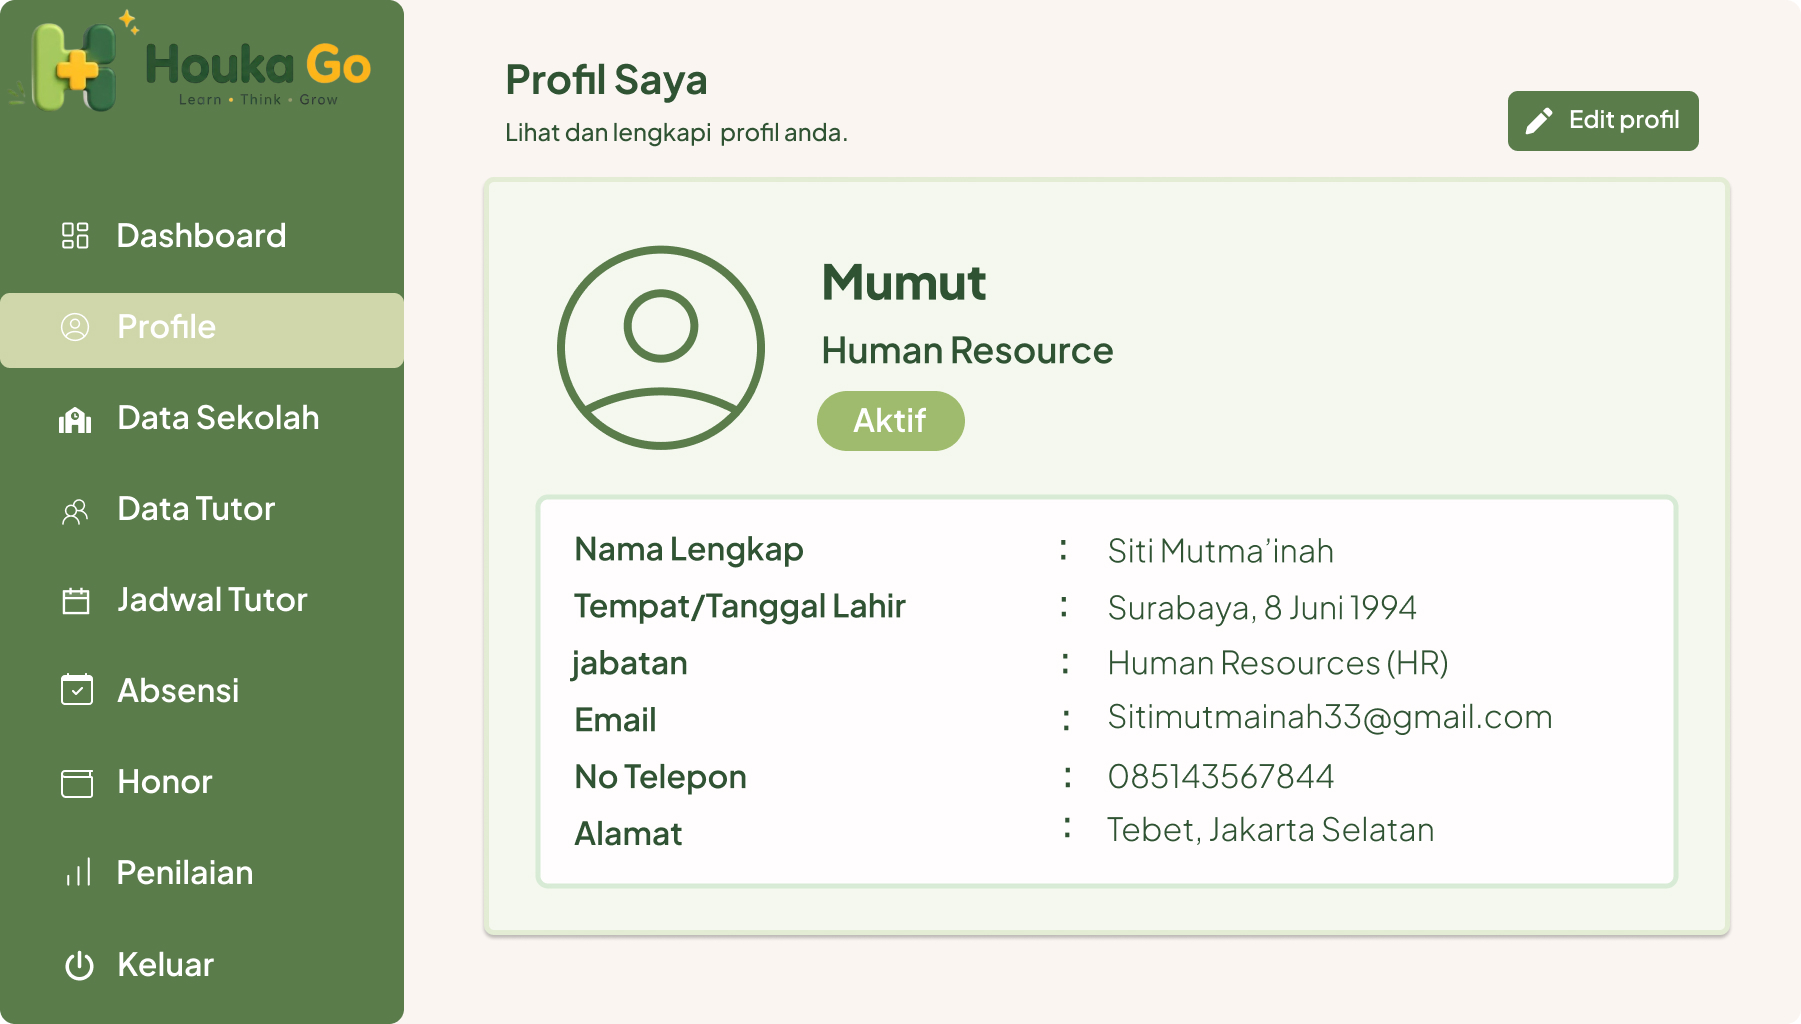 Houka Go
Learn • Think • Grow
Dashboard
Profile
Data Sekolah
Data Tutor
Jadwal Tutor
Absensi
Honor
Penilaian
Keluar
Profil Saya
Lihat dan lengkapi profil anda.
Edit profil
Mumut
Human Resource
Aktif
Nama Lengkap : Siti Mutma’inah
Tempat/Tanggal Lahir : Surabaya, 8 Juni 1994
jabatan : Human Resources (HR)
Email : Sitimutmainah33@gmail.com
No Telepon : 085143567844
Alamat : Tebet, Jakarta Selatan